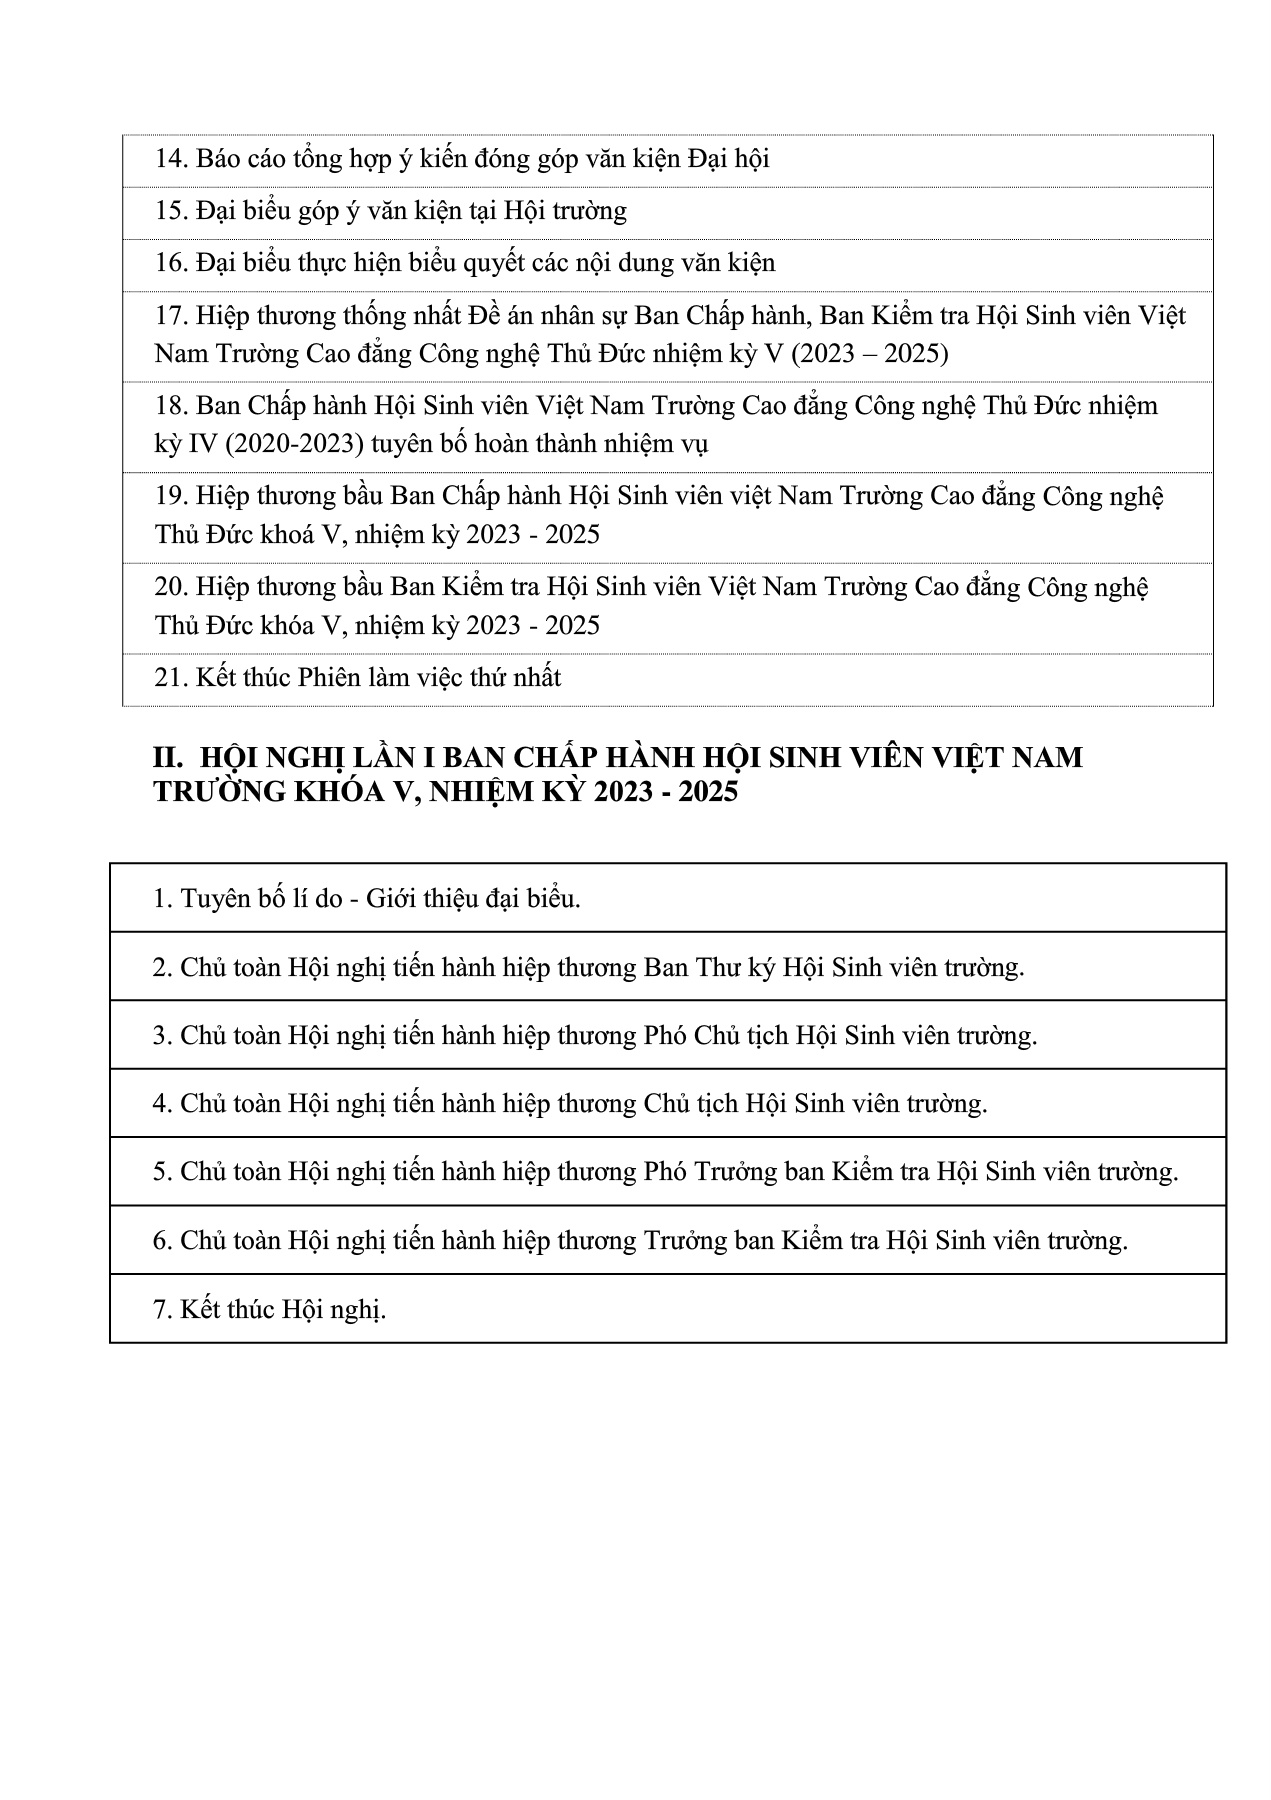 14. Báo cáo tổng hợp ý kiến đóng góp văn kiện Đại hội
15. Đại biểu góp ý văn kiện tại Hội trường
16. Đại biểu thực hiện biểu quyết các nội dung văn kiện
17. Hiệp thương thống nhất Đề án nhân sự Ban Chấp hành, Ban Kiểm tra Hội Sinh viên Việt
Nam Trường Cao đẳng Công nghệ Thủ Đức nhiệm kỳ V (2023 – 2025)
18. Ban Chấp hành Hội Sinh viên Việt Nam Trường Cao đẳng Công nghệ Thủ Đức nhiệm
kỳ IV (2020-2023) tuyên bố hoàn thành nhiệm vụ
19. Hiệp thương bầu Ban Chấp hành Hội Sinh viên việt Nam Trường Cao đẳng Công nghệ
Thủ Đức khoá V, nhiệm kỳ 2023 - 2025
20. Hiệp thương bầu Ban Kiểm tra Hội Sinh viên Việt Nam Trường Cao đẳng Công nghệ
Thủ Đức khóa V, nhiệm kỳ 2023 - 2025
21. Kết thúc Phiên làm việc thứ nhất
II. HỘI NGHỊ LẦN I BAN CHẤP HÀNH HỘI SINH VIÊN VIỆT NAM
TRƯỜNG KHÓA V, NHIỆM KỲ 2023 - 2025
1. Tuyên bố lí do - Giới thiệu đại biểu.
2. Chủ toàn Hội nghị tiến hành hiệp thương Ban Thư ký Hội Sinh viên trường.
3. Chủ toàn Hội nghị tiến hành hiệp thương Phó Chủ tịch Hội Sinh viên trường.
4. Chủ toàn Hội nghị tiến hành hiệp thương Chủ tịch Hội Sinh viên trường.
5. Chủ toàn Hội nghị tiến hành hiệp thương Phó Trưởng ban Kiểm tra Hội Sinh viên trường.
6. Chủ toàn Hội nghị tiến hành hiệp thương Trưởng ban Kiểm tra Hội Sinh viên trường.
7. Kết thúc Hội nghị.